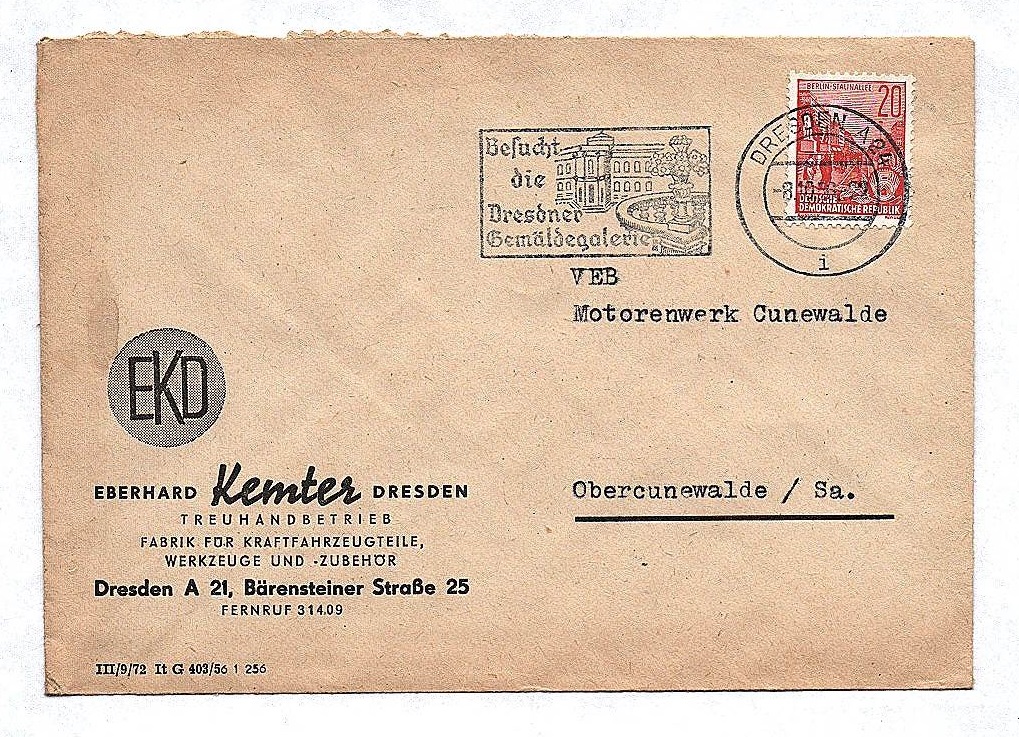 BERLIN-STALINALLEE
20
DEUTSCHE
DEMOKRATISCHE REPUBLIK
DRESDEN A24
i
Besucht
die
Dresdner
Gemäldegalerie
VEB
Motorenwerk Cunewalde
Obercunewalde / Sa.
EKD
EBERHARD Kemter DRESDEN
TREUHANDBETRIEB
FABRIK FÜR KRAFTFAHRZEUGTEILE,
WERKZEUGE UND -ZUBEHÖR
Dresden A 21, Bärensteiner Straße 25
FERNRUF 314.09
III/9/72 It G 403/56 1 256